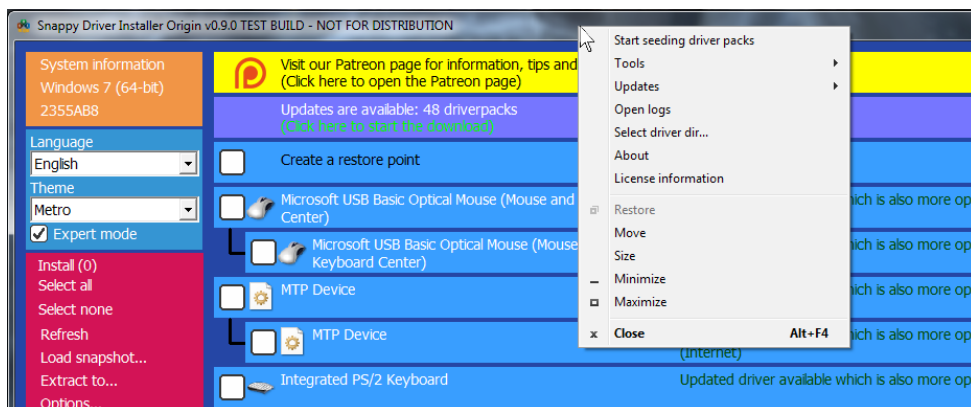 Snappy Driver Installer Origin v0.9.0 TEST BUILD - NOT FOR DISTRIBUTION
System information
Windows 7 (64-bit)
2355AB8
Language
English
Theme
Metro
Expert mode
Install (0)
Select all
Select none
Refresh
Load snapshot...
Extract to...
Options...
Visit our Patreon page for information, tips and
(Click here to open the Patreon page)
Updates are available: 48 driverpacks
(Click here to start the download)
Create a restore point
Microsoft USB Basic Optical Mouse (Mouse and
Center)
hich is also more op
Microsoft USB Basic Optical Mouse (Mouse
Keyboard Center)
hich is also more op
MTP Device
hich is also more op
MTP Device
hich is also more op
(Internet)
Integrated PS/2 Keyboard
Updated driver available which is also more op
Start seeding driver packs
Tools
Updates
Open logs
Select driver dir...
About
License information
Restore
Move
Size
Minimize
Maximize
Close Alt+F4